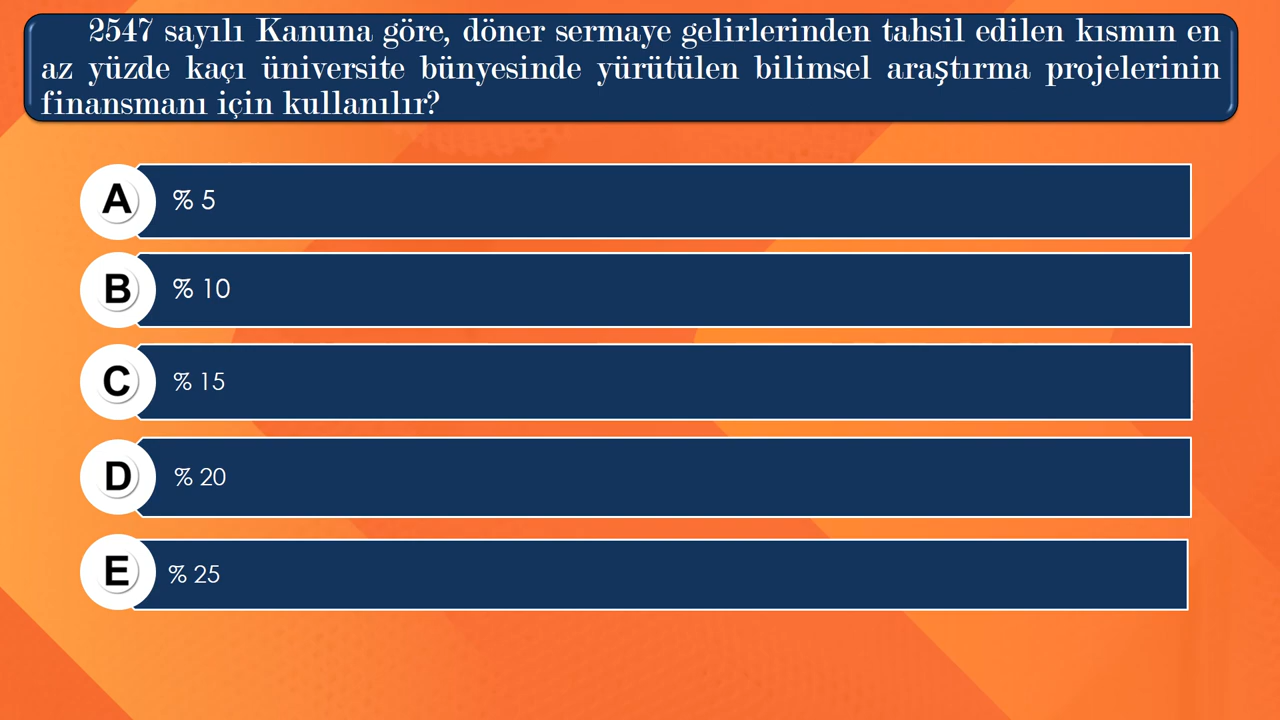 2547 sayılı Kanuna göre, döner sermaye gelirlerinden tahsil edilen kısmın en
az yüzde kaçı üniversite bünyesinde yürütülen bilimsel araştırma projelerinin
finansmanı için kullanılır?
A % 5
B % 10
C % 15
D % 20
E % 25